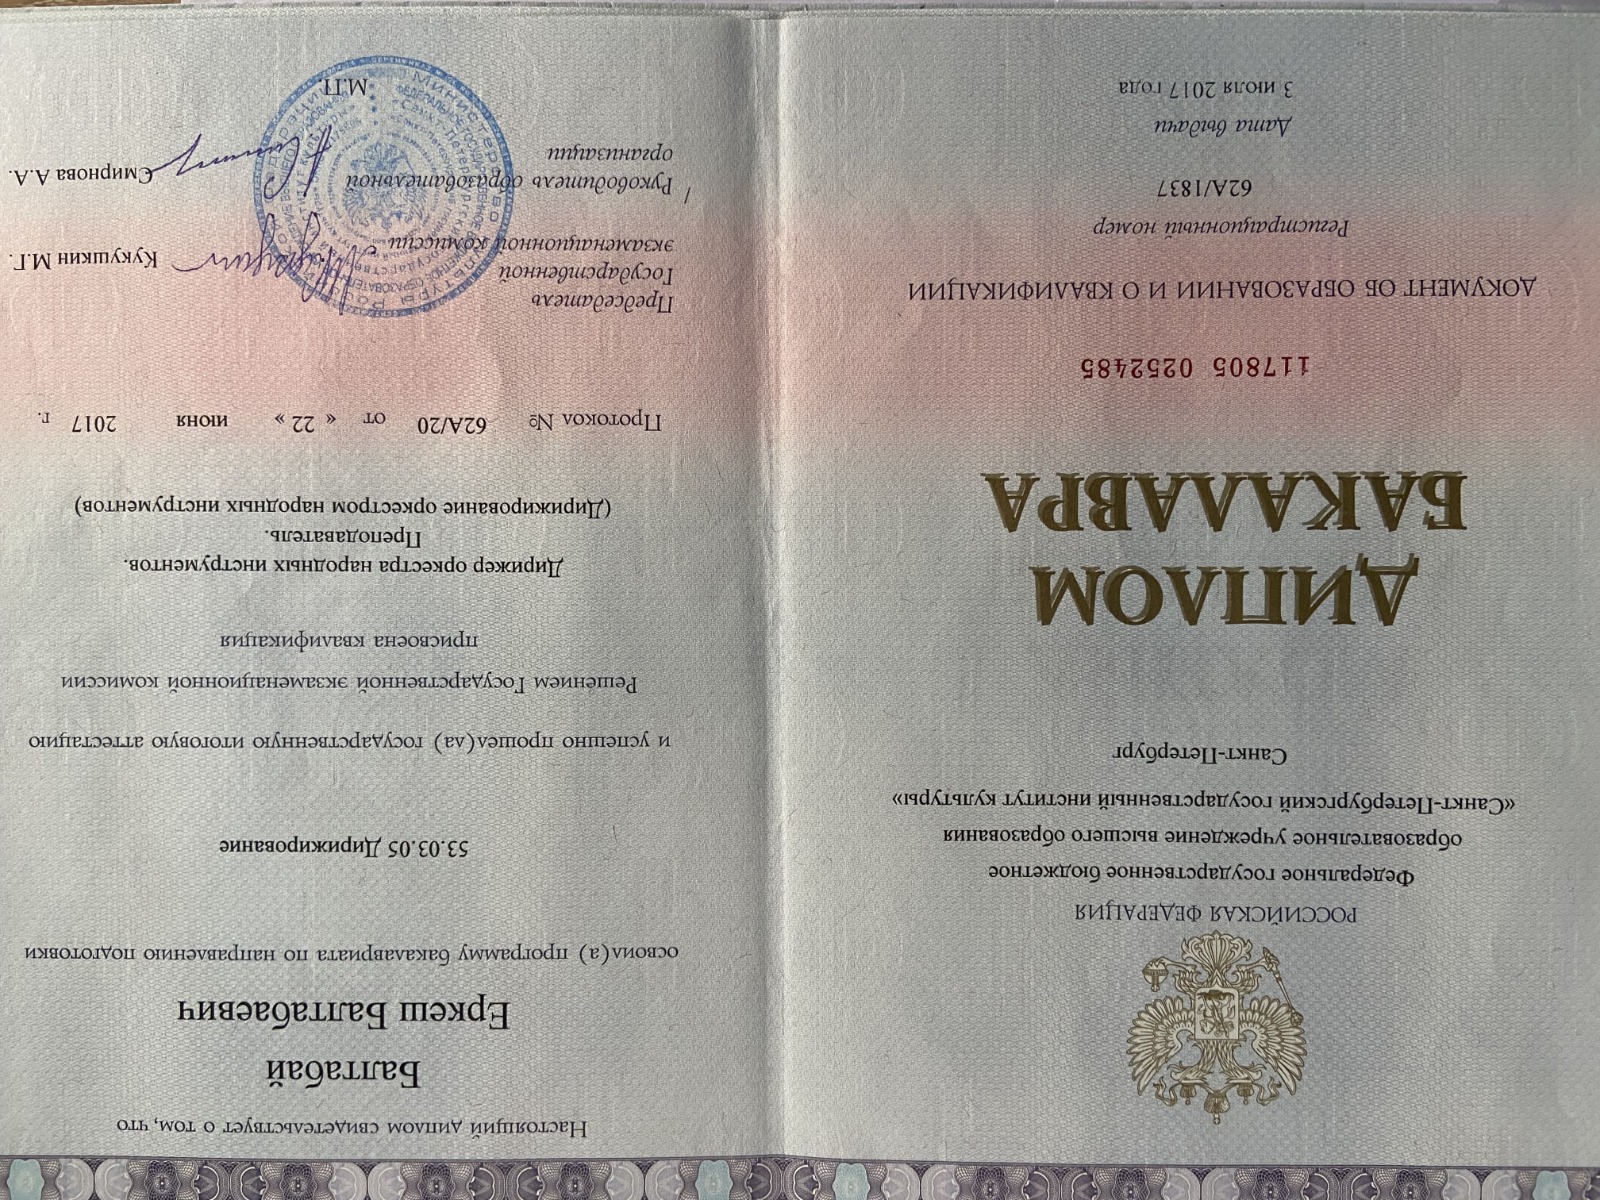 РОССИЙСКАЯ ФЕДЕРАЦИЯ
Федеральное государственное бюджетное
образовательное учреждение высшего образования
«Санкт-Петербургский государственный институт культуры»
Санкт-Петербург
ДИПЛОМ
БАКАЛАВРА
117805 0252485
ДОКУМЕНТ ОБ ОБРАЗОВАНИИ И О КВАЛИФИКАЦИИ
Регистрационный номер
62А/1837
Дата выдачи
3 июля 2017 года
Настоящий диплом свидетельствует о том, что
Балтабай
Еркеш Балтабаевич
освоил(а) программу бакалавриата по направлению подготовки
53.03.05 Дирижирование
и успешно прошел(ла) государственную итоговую аттестацию
Решением Государственной экзаменационной комиссии
присвоена квалификация
Дирижер оркестра народных инструментов.
Преподаватель.
(Дирижирование оркестром народных инструментов)
Протокол № 62А/20 от « 22 » июня 2017 г.
Председатель
Государственной
экзаменационной комиссии Кукушкин М.Г.
Руководитель образовательной
организации Смирнова А.А.
М.П.